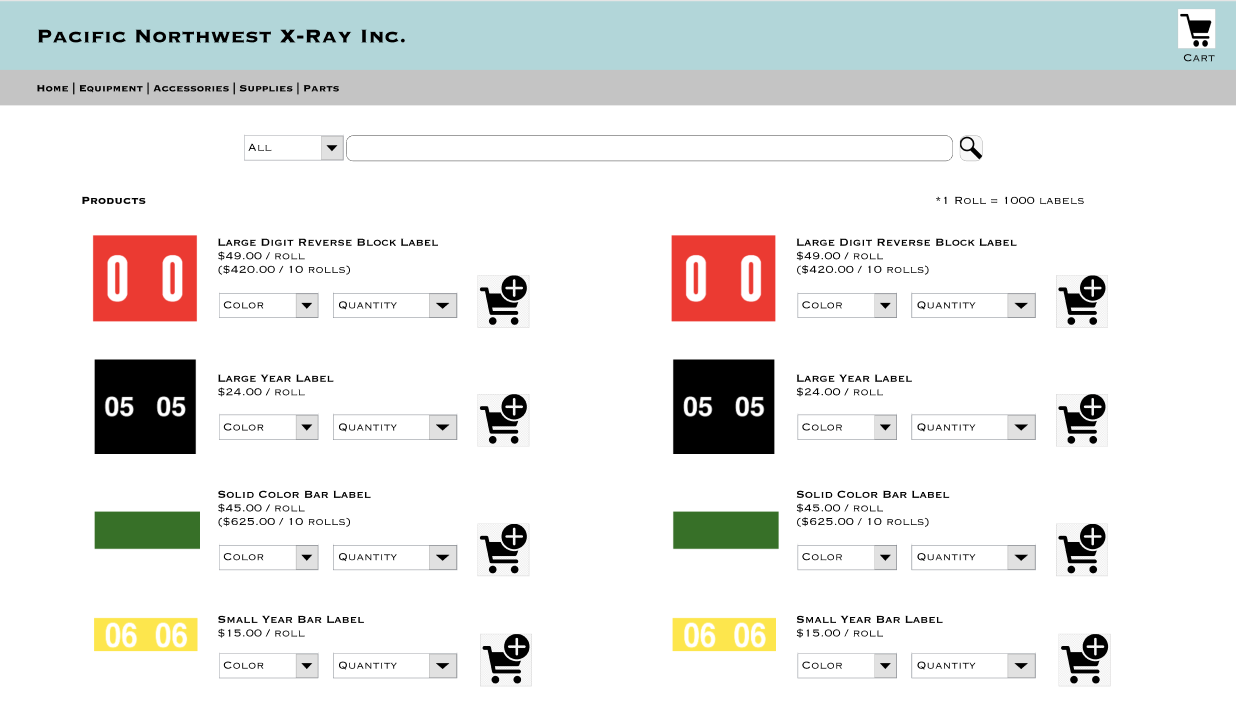 Pacific Northwest X-Ray Inc.
Cart
Home | Equipment | Accessories | Supplies | Parts
All
Products
*1 Roll = 1000 labels
0 0
Large Digit Reverse Block Label
$49.00 / roll
($420.00 / 10 rolls)
Color
Quantity
0 0
Large Digit Reverse Block Label
$49.00 / roll
($420.00 / 10 rolls)
Color
Quantity
05 05
Large Year Label
$24.00 / roll
Color
Quantity
05 05
Large Year Label
$24.00 / roll
Color
Quantity
Solid Color Bar Label
$45.00 / roll
($625.00 / 10 rolls)
Color
Quantity
Solid Color Bar Label
$45.00 / roll
($625.00 / 10 rolls)
Color
Quantity
06 06
Small Year Bar Label
$15.00 / roll
Color
Quantity
06 06
Small Year Bar Label
$15.00 / roll
Color
Quantity